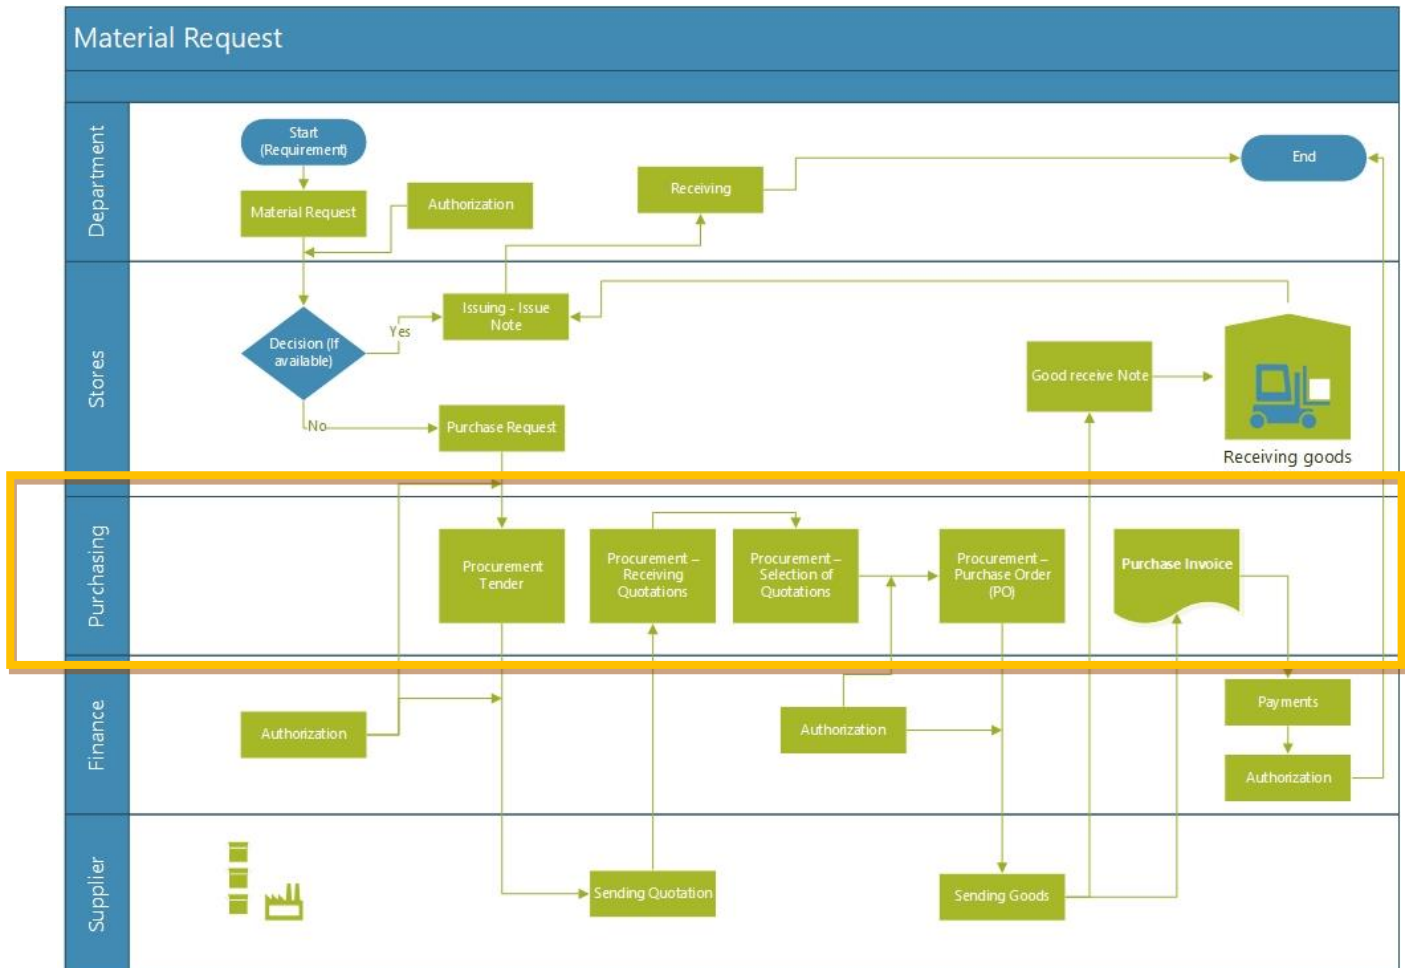 Material Request
Department
Start
(Requirement)
Material Request
Authorization
Receiving
End
Stores
Decision (If
available)
Yes
No
Issuing - Issue
Note
Purchase Request
Good receive Note
Receiving goods
Purchasing
Procurement
Tender
Procurement –
Receiving
Quotations
Procurement –
Selection of
Quotations
Procurement –
Purchase Order
(PO)
Purchase Invoice
Finance
Authorization
Authorization
Payments
Authorization
Supplier
Sending Quotation
Sending Goods